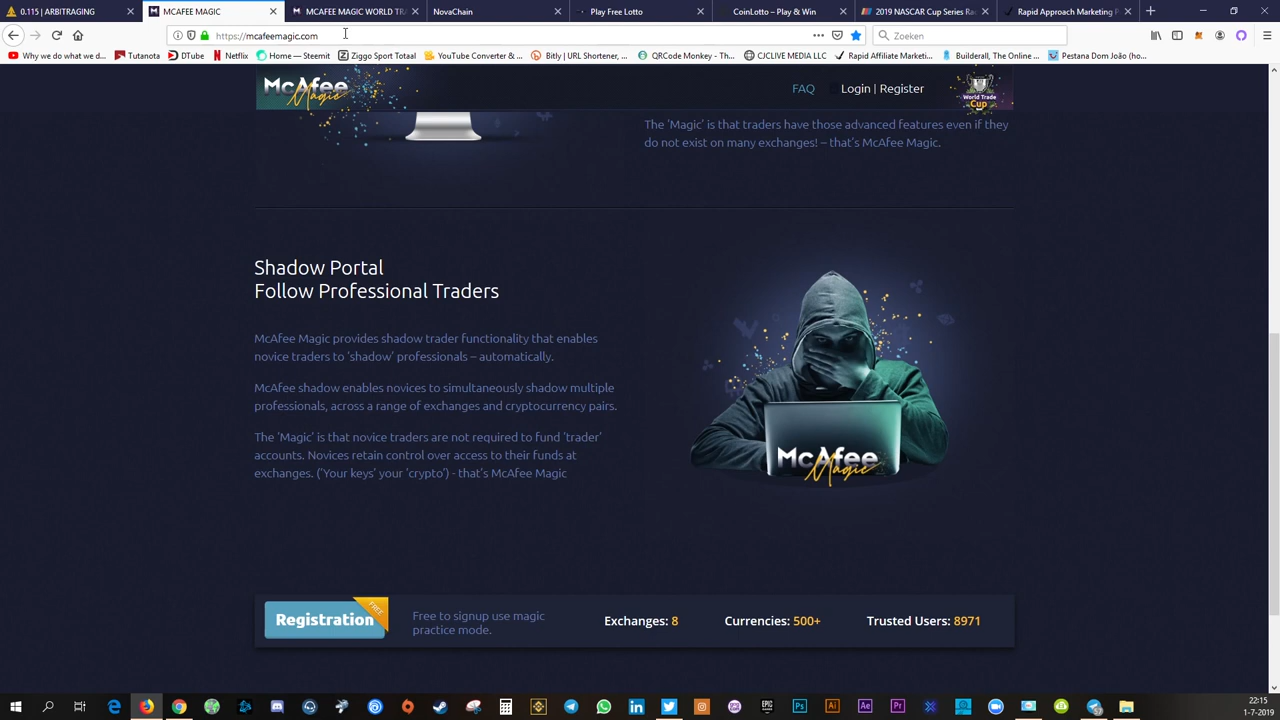 0.115 | ARBITRAGING
MCAFEE MAGIC
MCAFEE MAGIC WORLD TR
NovaChain
Play Free Lotto
CoinLotto – Play & Win
2019 NASCAR Cup Series Ra
Rapid Approach Marketing P
https://mcafeemagic.com
Zoeken
Why we do what we do...
Tutanota
DTube
Netflix
Home — Steemit
Ziggo Sport Totaal
YouTube Converter & ...
Bitly | URL Shortener, ...
QRCode Monkey - Th...
CJCLIVE MEDIA LLC
Rapid Affiliate Marketi...
Builderall, The Online ...
Pestana Dom João (ho...
McAfee Magic
FAQ
Login | Register
World Trade
Cup
The 'Magic' is that traders have those advanced features even if they
do not exist on many exchanges! – that's McAfee Magic.
Shadow Portal
Follow Professional Traders
McAfee Magic provides shadow trader functionality that enables
novice traders to 'shadow' professionals – automatically.
McAfee shadow enables novices to simultaneously shadow multiple
professionals, across a range of exchanges and cryptocurrency pairs.
The 'Magic' is that novice traders are not required to fund 'trader'
accounts. Novices retain control over access to their funds at
exchanges. ('Your keys' your 'crypto') - that's McAfee Magic
McAfee
Magic
Registration
FREE
Free to signup use magic
practice mode.
Exchanges: 8
Currencies: 500+
Trusted Users: 8971
22:15
1-7-2019